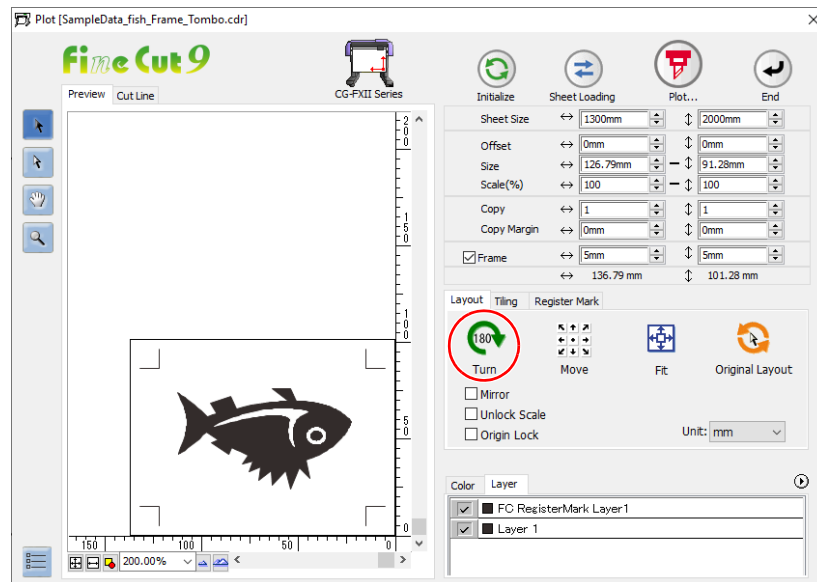 Plot [SampleData_fish_Frame_Tombo.cdr]
Fine Cut 9
CG-FXII Series
Initialize
Sheet Loading
Plot...
End
Preview
Cut Line
Sheet Size 1300mm 2000mm
Offset 0mm 0mm
Size 126.79mm 91.28mm
Scale(%) 100 100
Copy 1 1
Copy Margin 0mm 0mm
Frame 5mm 5mm
136.79 mm 101.28 mm
Layout
Tiling
Register Mark
180°
Turn
Move
Fit
Original Layout
Mirror
Unlock Scale
Origin Lock
Unit: mm
Color
Layer
FC RegisterMark Layer1
Layer 1
200
150
100
50
0
150 100 50 0
200.00%